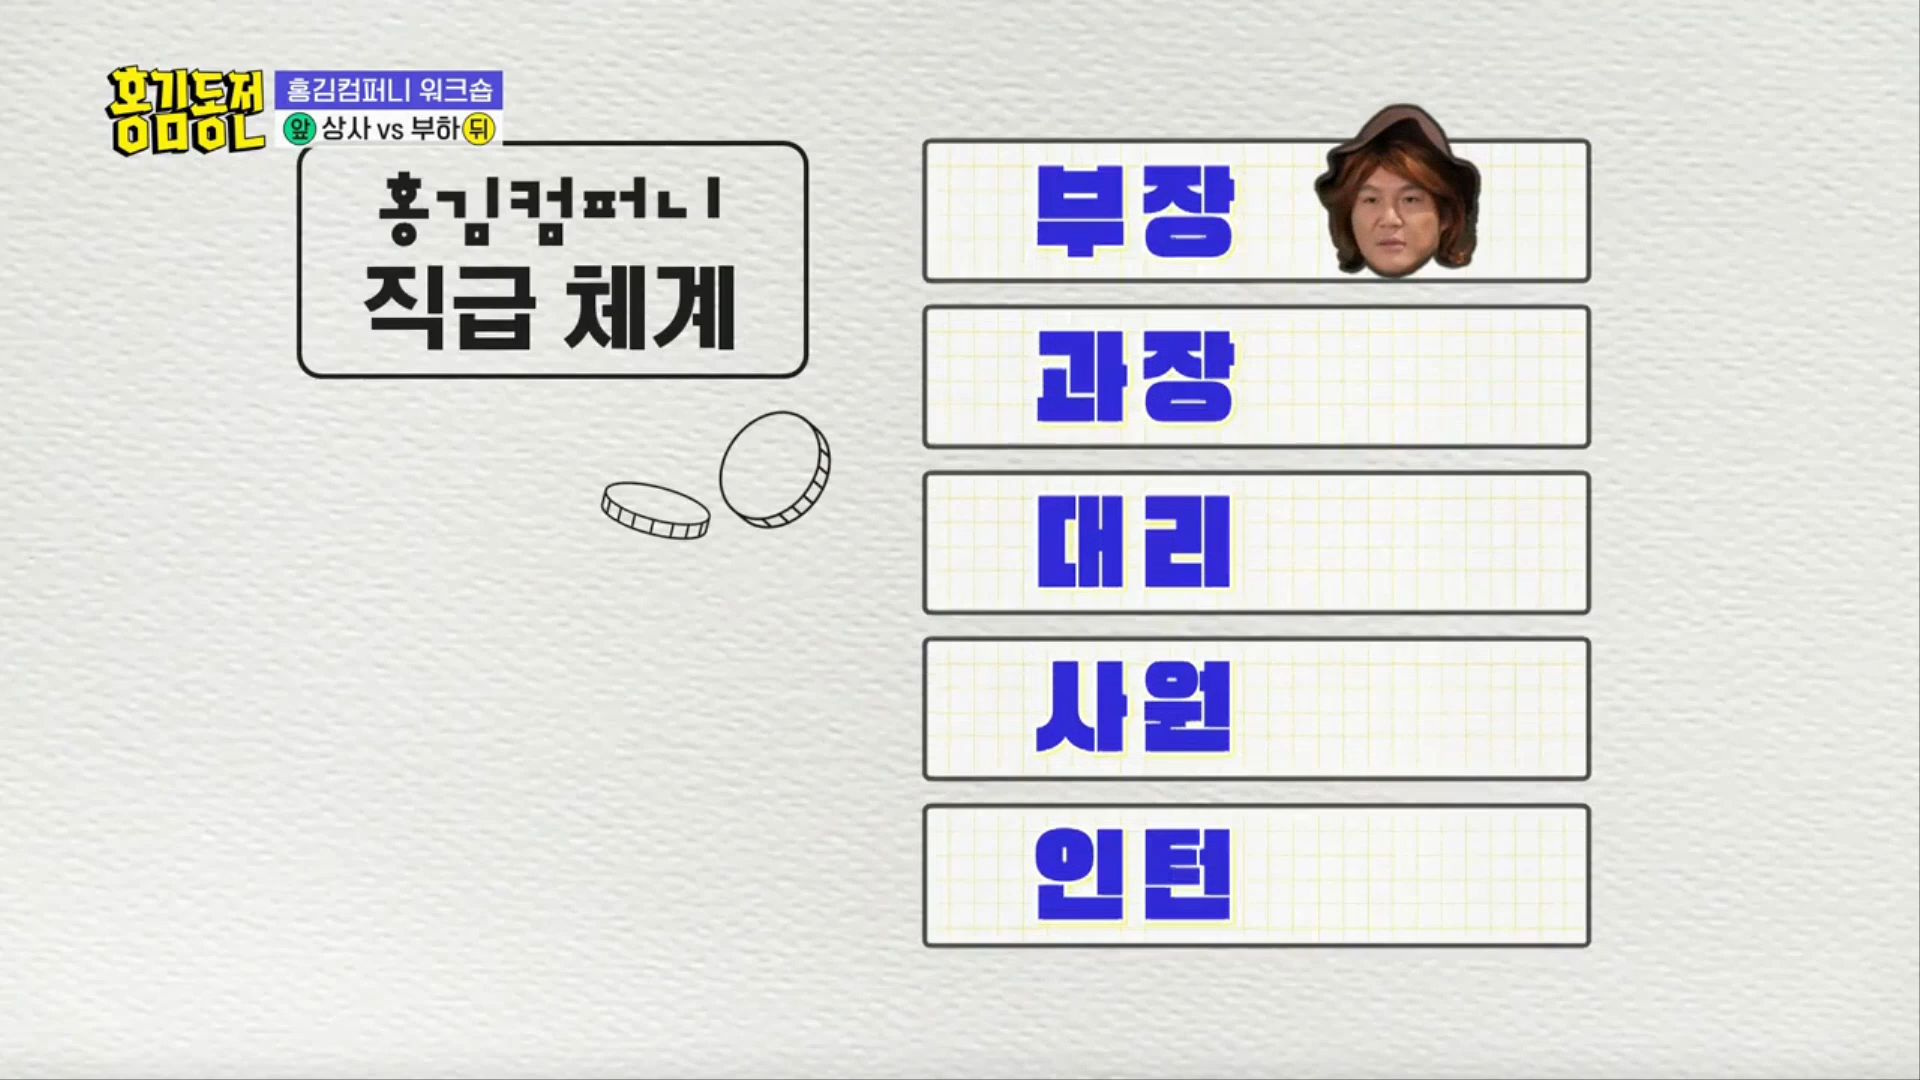 홍김동전
홍김컴퍼니 워크숍
앞 상사 vs 부하 뒤
홍김컴퍼니
직급 체계
부장
과장
대리
사원
인턴